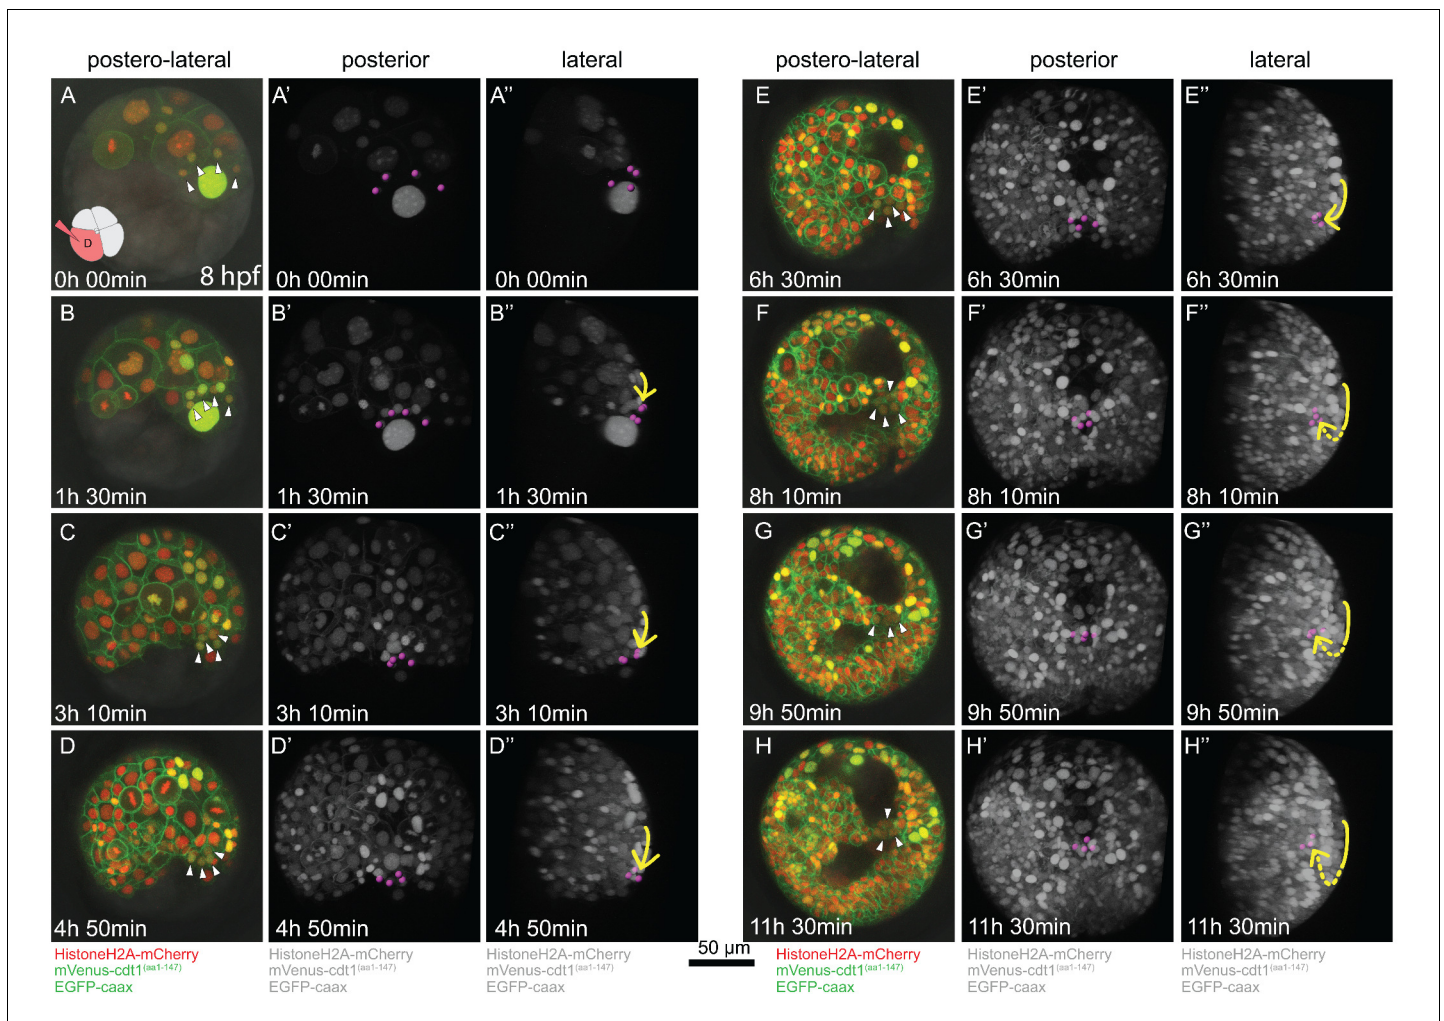 postero-lateral posterior lateral postero-lateral posterior lateral
A A' A'' E E' E''
D
0h 00min 8 hpf 0h 00min 0h 00min 6h 30min 6h 30min 6h 30min
B B' B'' F F' F''
1h 30min 1h 30min 1h 30min 8h 10min 8h 10min 8h 10min
C C' C'' G G' G''
3h 10min 3h 10min 3h 10min 9h 50min 9h 50min 9h 50min
D D' D'' H H' H''
4h 50min 4h 50min 4h 50min 11h 30min 11h 30min 11h 30min
50 µm
HistoneH2A-mCherry HistoneH2A-mCherry HistoneH2A-mCherry HistoneH2A-mCherry HistoneH2A-mCherry HistoneH2A-mCherry
mVenus-cdt1(aa1-147) mVenus-cdt1(aa1-147) mVenus-cdt1(aa1-147) mVenus-cdt1(aa1-147) mVenus-cdt1(aa1-147) mVenus-cdt1(aa1-147)
EGFP-caax EGFP-caax EGFP-caax EGFP-caax EGFP-caax EGFP-caax